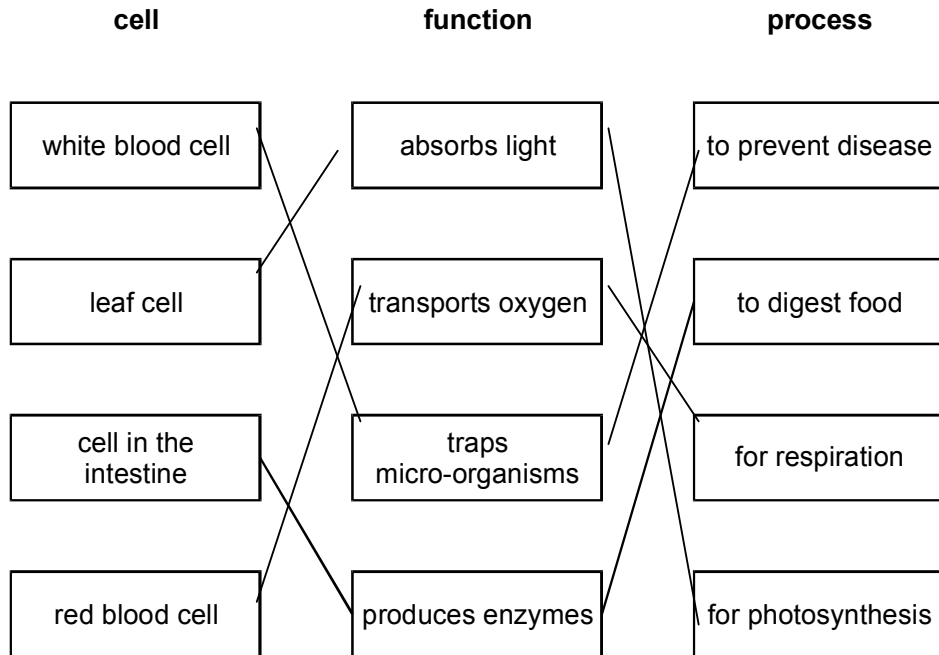 cell function process
white blood cell absorbs light to prevent disease
leaf cell transports oxygen to digest food
cell in the
intestine
traps
micro-organisms
for respiration
red blood cell produces enzymes for photosynthesis